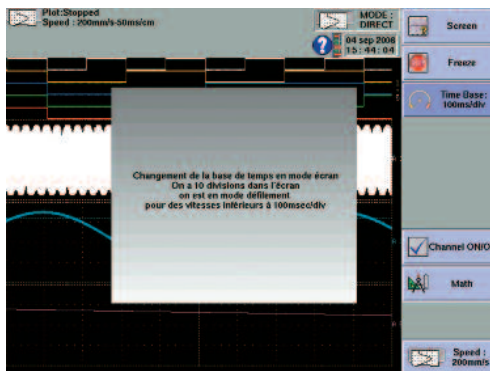 Plot:Stopped
Speed : 200mm/s-50ms/cm
MODE :
DIRECT
04 sep 2006
15:44:04
Screen
Freeze
Time Base:
100ms/div
Changement de la base de temps en mode écran
On a 10 divisions dans l'écran
on est en mode défilement
pour des vitesses inférieurs à 100msec/div
Channel ON/O
Math
Speed :
200mm/s